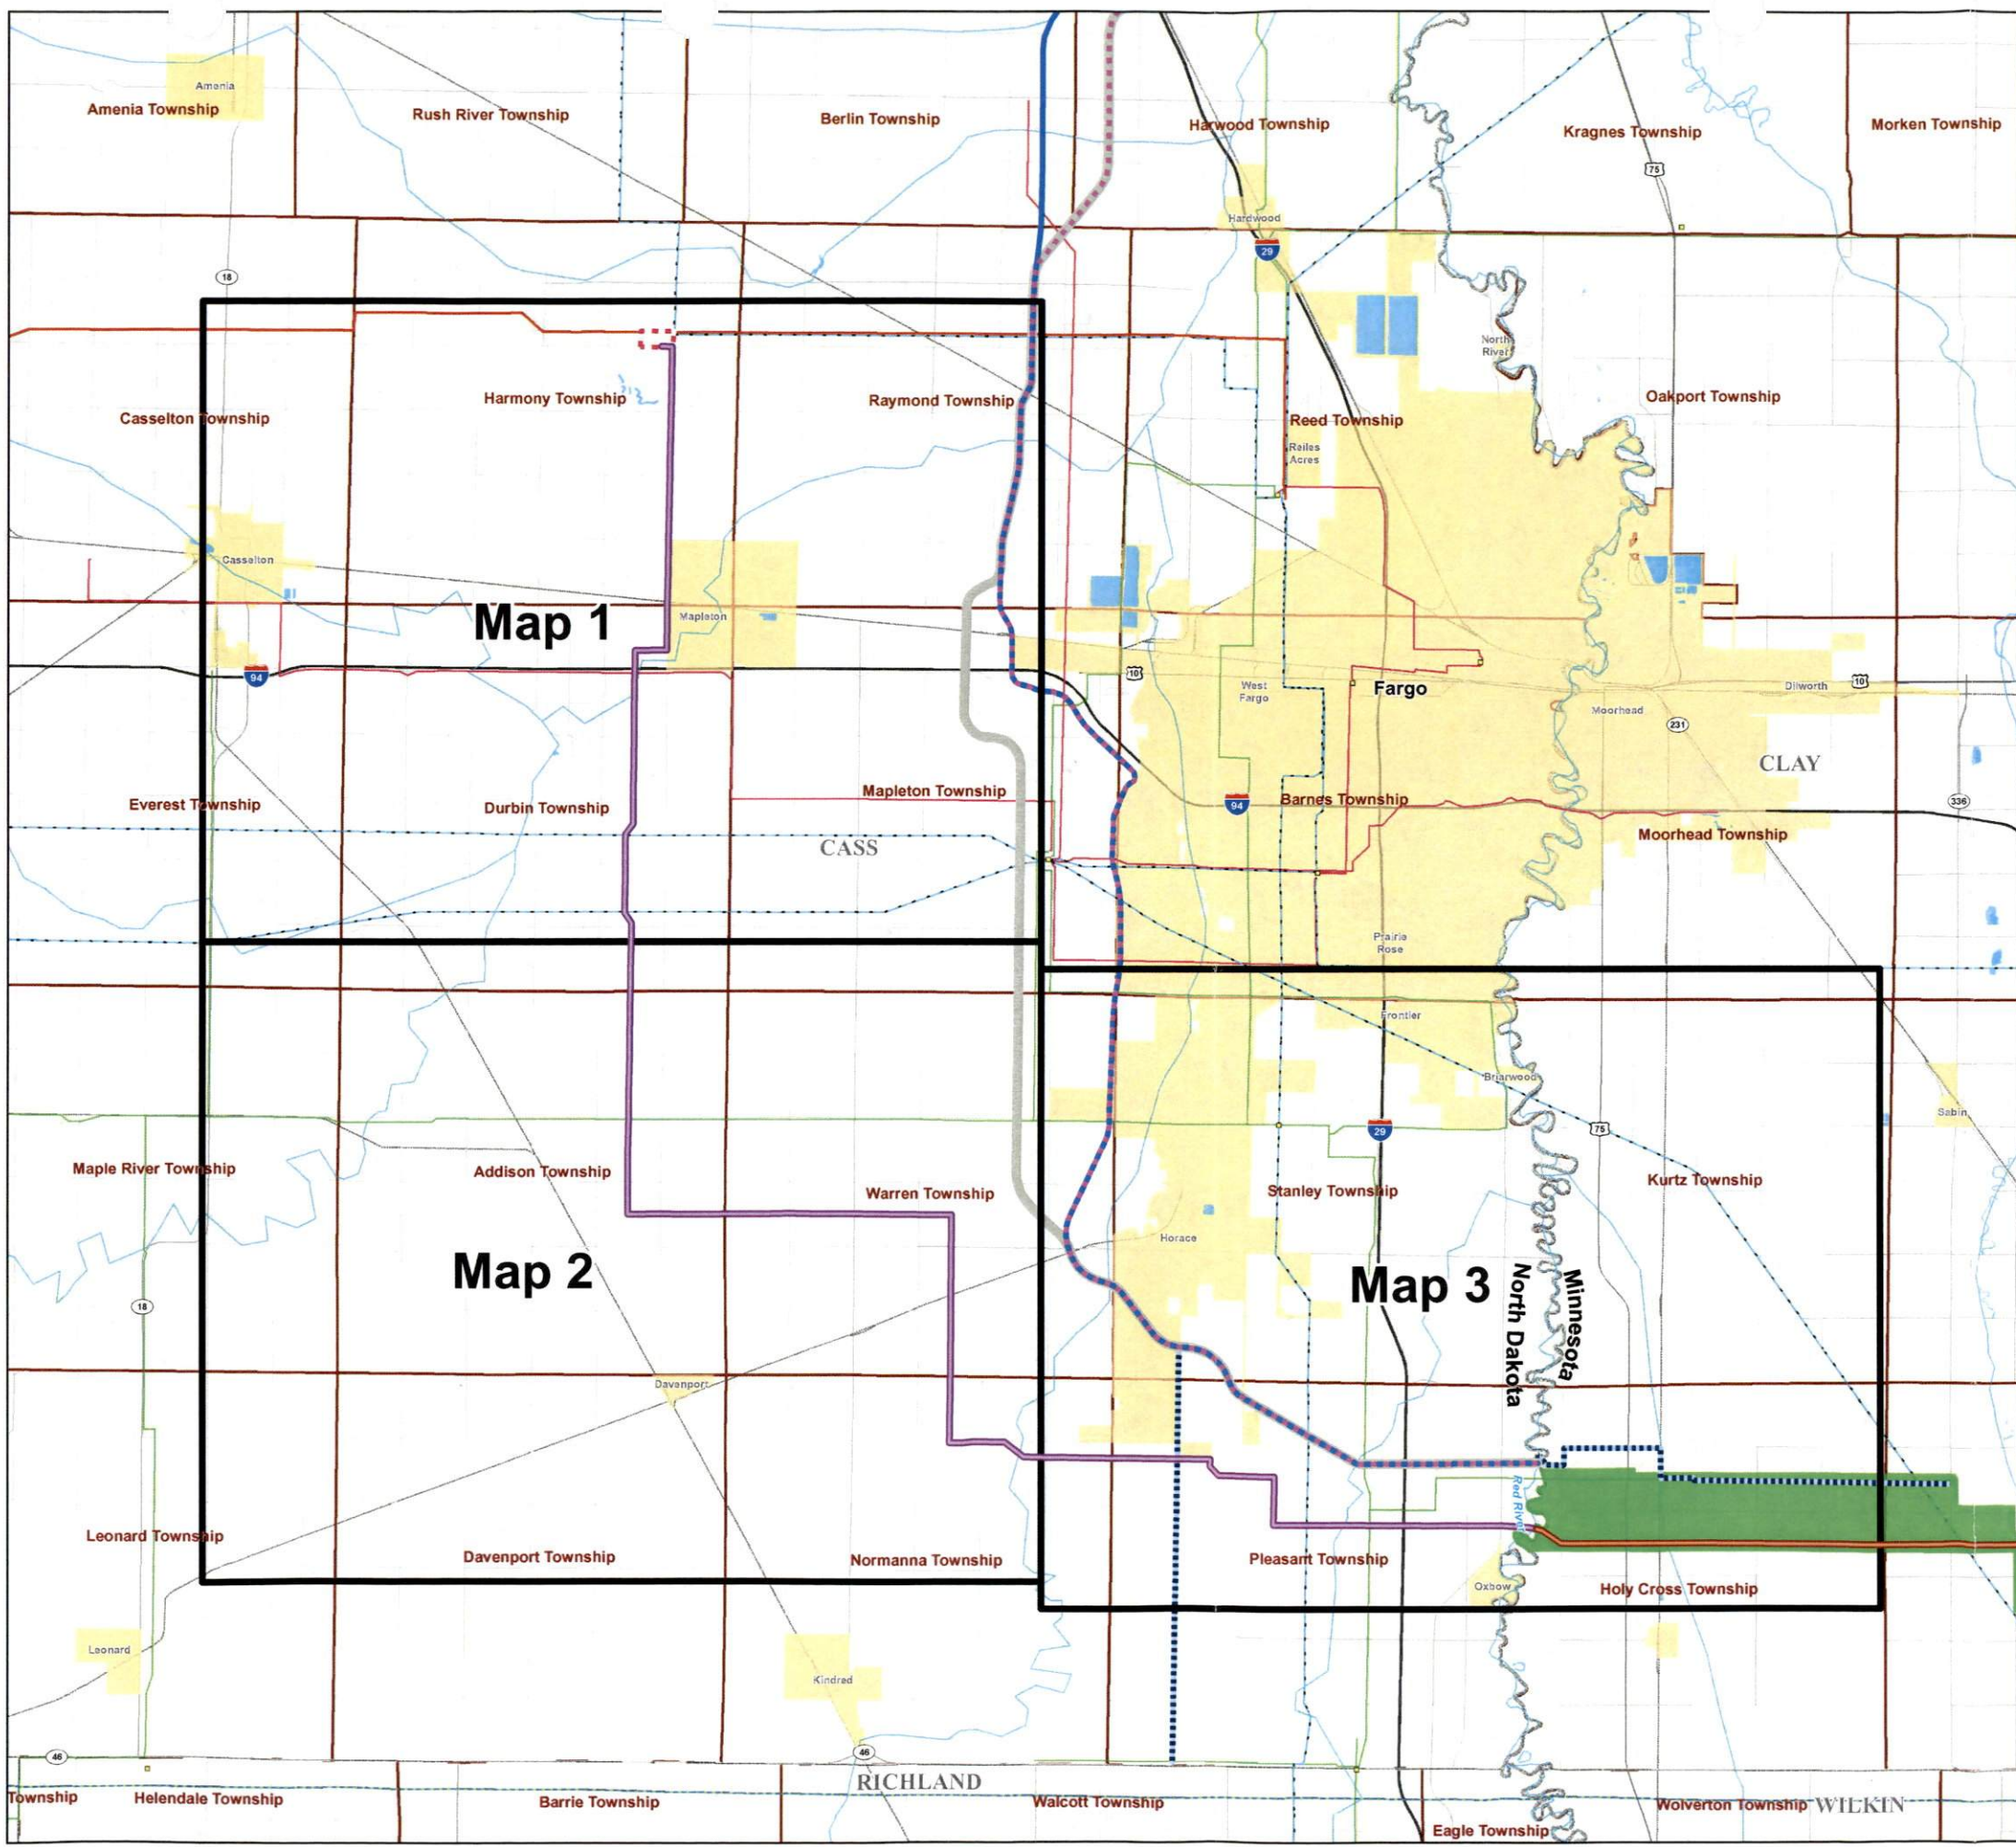 Amenia
Amenia Township
Rush River Township
Berlin Township
Harwood Township
Kragnes Township
Morken Township
75
Hardwood
29
18
North
River
Harmony Township
Raymond Township
Oakport Township
Casselton Township
Reed Township
Reiles
Acres
Casselton
Map 1
Mapleton
94
10
West
Fargo
Fargo
Dilworth
10
Moorhead
231
CLAY
Everest Township
Durbin Township
Mapleton Township
94
Barnes Township
336
Moorhead Township
CASS
Prairie
Rose
Frontier
Briarwood
Sabin
29
75
Maple River Township
Addison Township
Warren Township
Stanley Township
Kurtz Township
Horace
Map 2
Map 3
North Dakota
Minnesota
18
Davenport
Red River
Leonard Township
Davenport Township
Normanna Township
Pleasant Township
Oxbow
Holy Cross Township
Leonard
Kindred
46
46
RICHLAND
Township
Helendale Township
Barrie Township
Walcott Township
Wolverton Township
WILKIN
Eagle Township